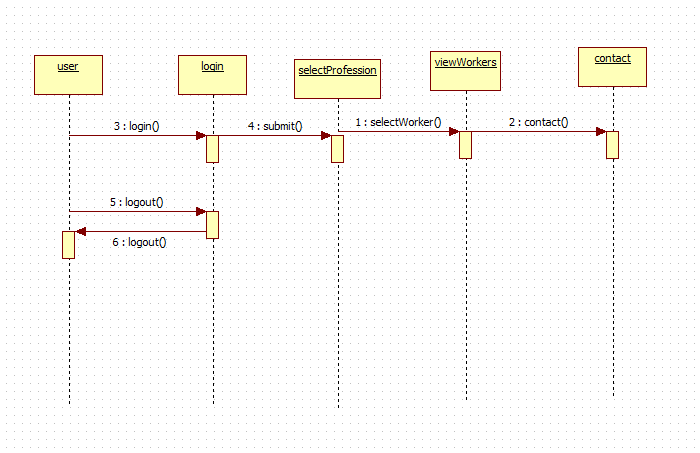 user
login
selectProfession
viewWorkers
contact
3 : login()
4 : submit()
1 : selectWorker()
2 : contact()
5 : logout()
6 : logout()